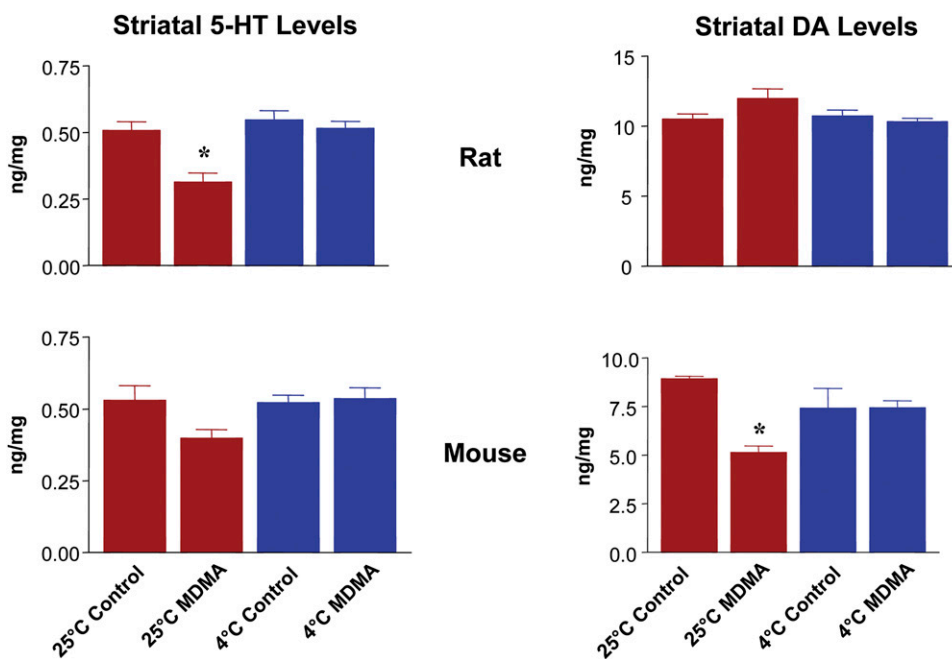 Striatal 5-HT Levels
Striatal DA Levels
0.75
0.50
0.25
0.00
ng/mg
*
Rat
15
10
5
0
ng/mg
0.75
0.50
0.25
0.00
ng/mg
25°C Control
25°C MDMA
4°C Control
4°C MDMA
Mouse
10.0
7.5
5.0
2.5
0.0
ng/mg
*
25°C Control
25°C MDMA
4°C Control
4°C MDMA